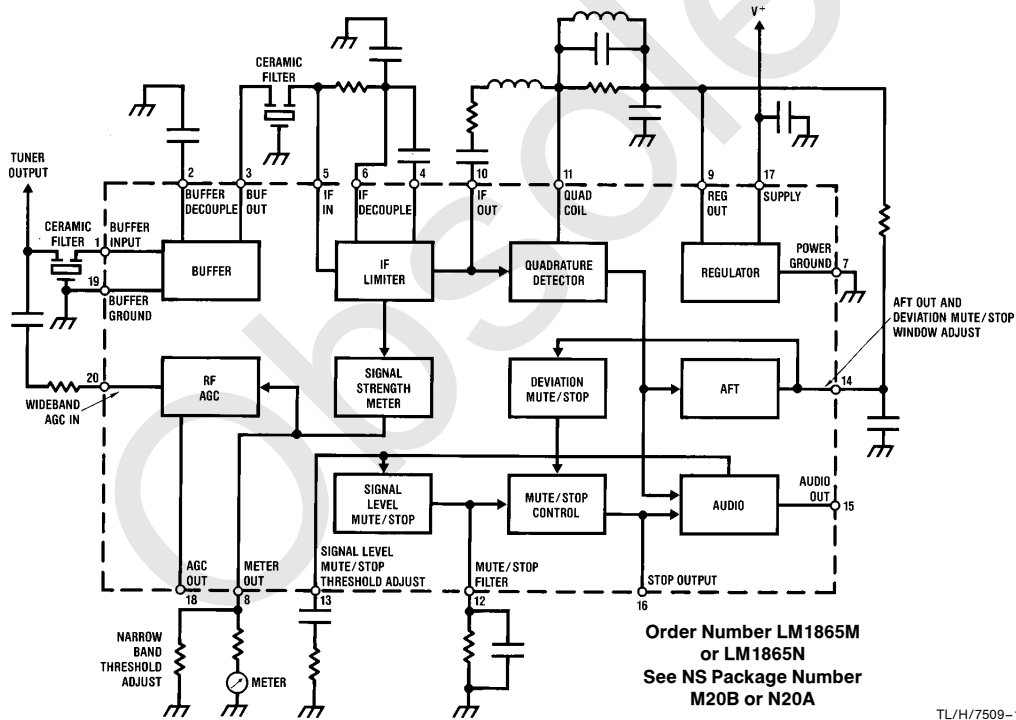 V+
CERAMIC
FILTER
TUNER
OUTPUT
2
BUFFER
DECOUPLE
3
BUF
OUT
5
IF
IN
6
IF
DECOUPLE
4
10
IF
OUT
11
QUAD
COIL
9
REG
OUT
17
SUPPLY
CERAMIC
FILTER
1
BUFFER
INPUT
19
BUFFER
GROUND
BUFFER
IF
LIMITER
QUADRATURE
DETECTOR
REGULATOR
POWER
GROUND
7
AFT OUT AND
DEVIATION MUTE/STOP
WINDOW ADJUST
20
WIDEBAND
AGC IN
RF
AGC
SIGNAL
STRENGTH
METER
DEVIATION
MUTE/STOP
AFT
14
SIGNAL
LEVEL
MUTE/STOP
MUTE/STOP
CONTROL
AUDIO
AUDIO
OUT
15
AGC
OUT
18
METER
OUT
8
SIGNAL LEVEL
MUTE/STOP
THRESHOLD ADJUST
13
MUTE/STOP
FILTER
12
STOP OUTPUT
16
NARROW
BAND
THRESHOLD
ADJUST
METER
Order Number LM1865M
or LM1865N
See NS Package Number
M20B or N20A
Obsole